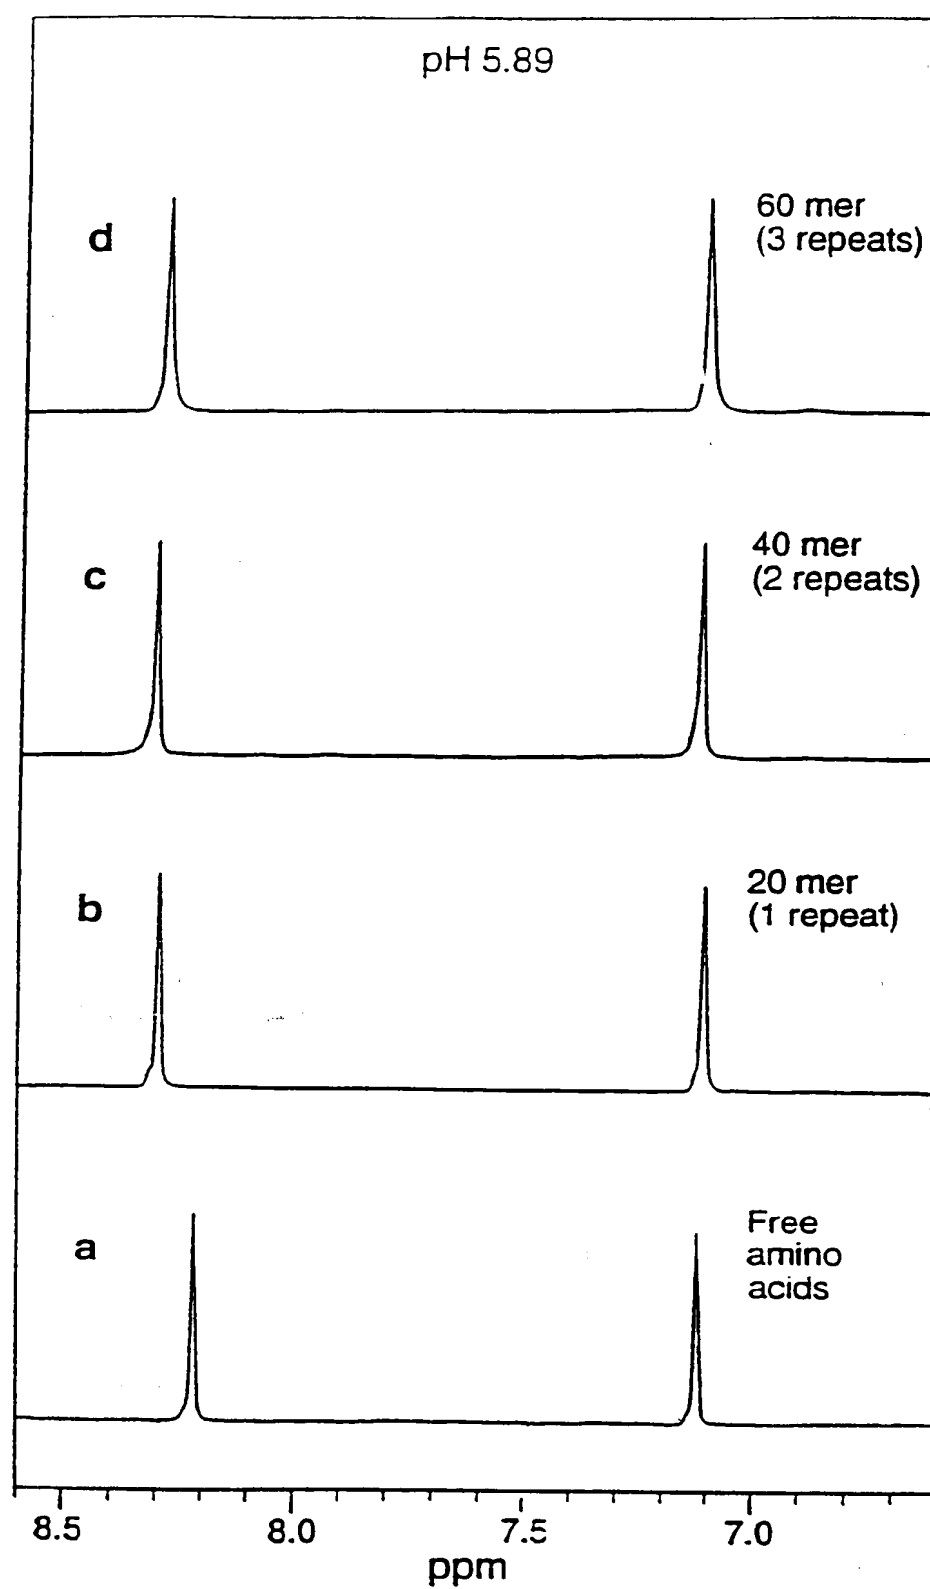 pH 5.89
d
60 mer
(3 repeats)
c
40 mer
(2 repeats)
b
20 mer
(1 repeat)
a
Free
amino
acids
8.5 8.0 7.5 7.0
ppm